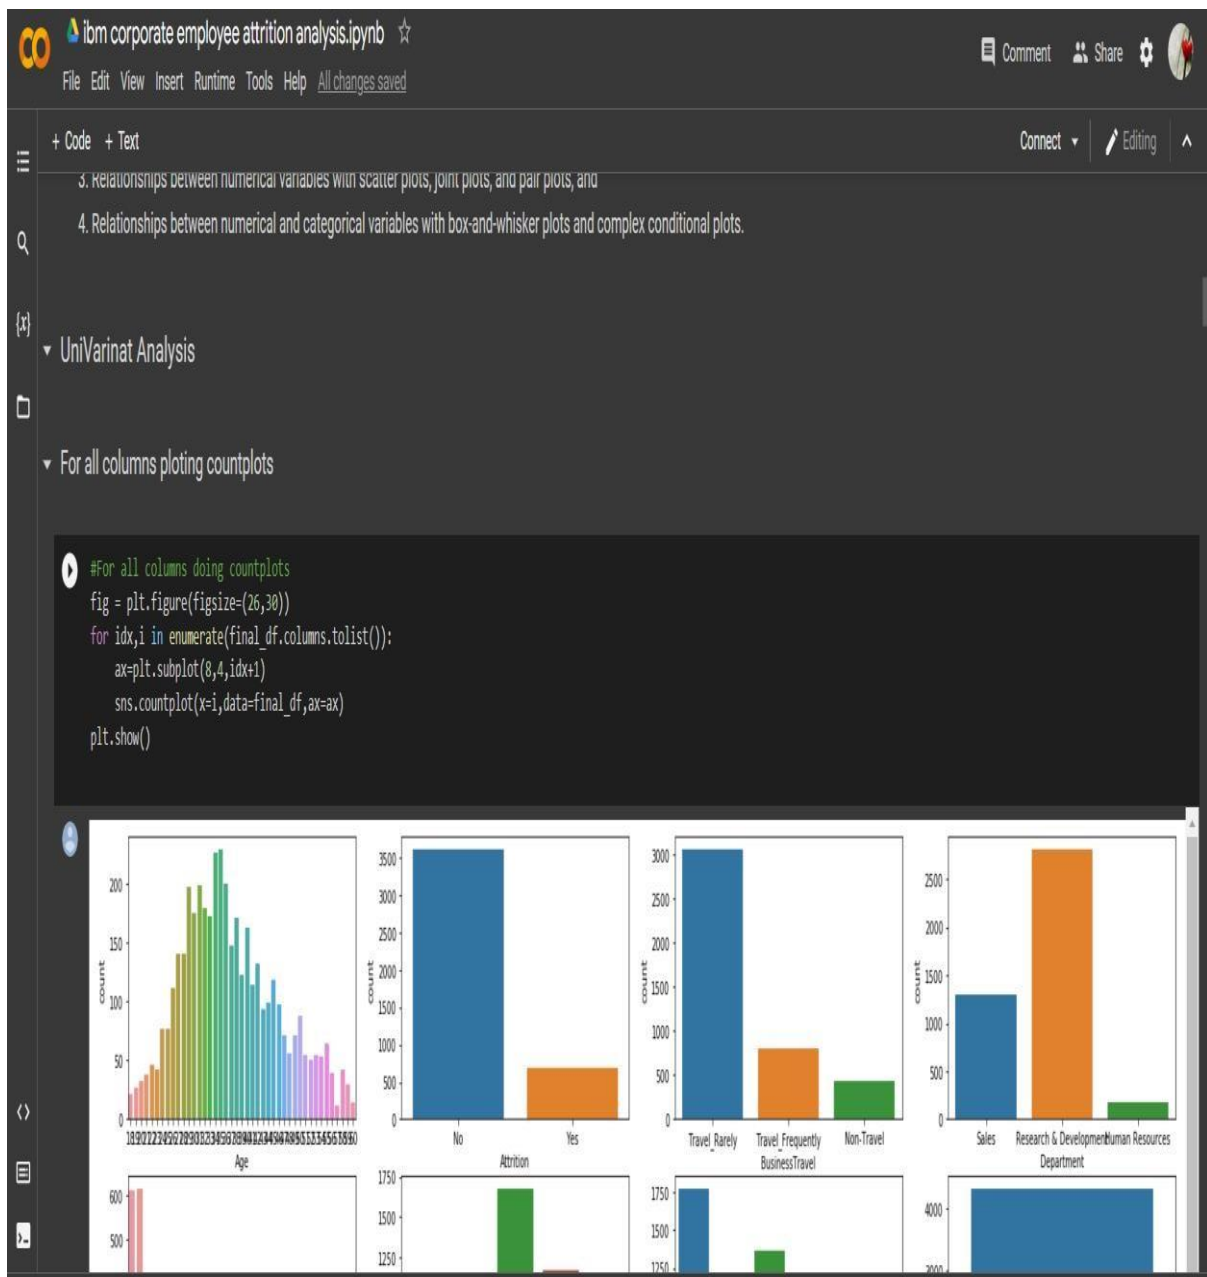 ibm corporate employee attrition analysis.ipynb
Comment Share
File Edit View Insert Runtime Tools Help All changes saved
+ Code + Text
Connect Editing
3. Relationships between numerical variables with scatter plots, joint plots, and pair plots, and
4. Relationships between numerical and categorical variables with box-and-whisker plots and complex conditional plots.
{x}
UniVarinat Analysis
For all columns ploting countplots
#For all columns doing countplots
fig = plt.figure(figsize=(26,30))
for idx,i in enumerate(final_df.columns.tolist()):
ax=plt.subplot(8,4,idx+1)
sns.countplot(x=i,data=final_df,ax=ax)
plt.show()
200
150
100
50
0
count
Age
3500
3000
2500
2000
1500
1000
500
0
count
No Yes
Attrition
3000
2500
2000
1500
1000
500
0
count
Travel_Rarely Travel_Frequently Non-Travel
BusinessTravel
2500
2000
1500
1000
500
0
count
Sales Research & Development Human Resources
Department
600
500
1750
1500
1250
1750
1500
1250
4000
3000